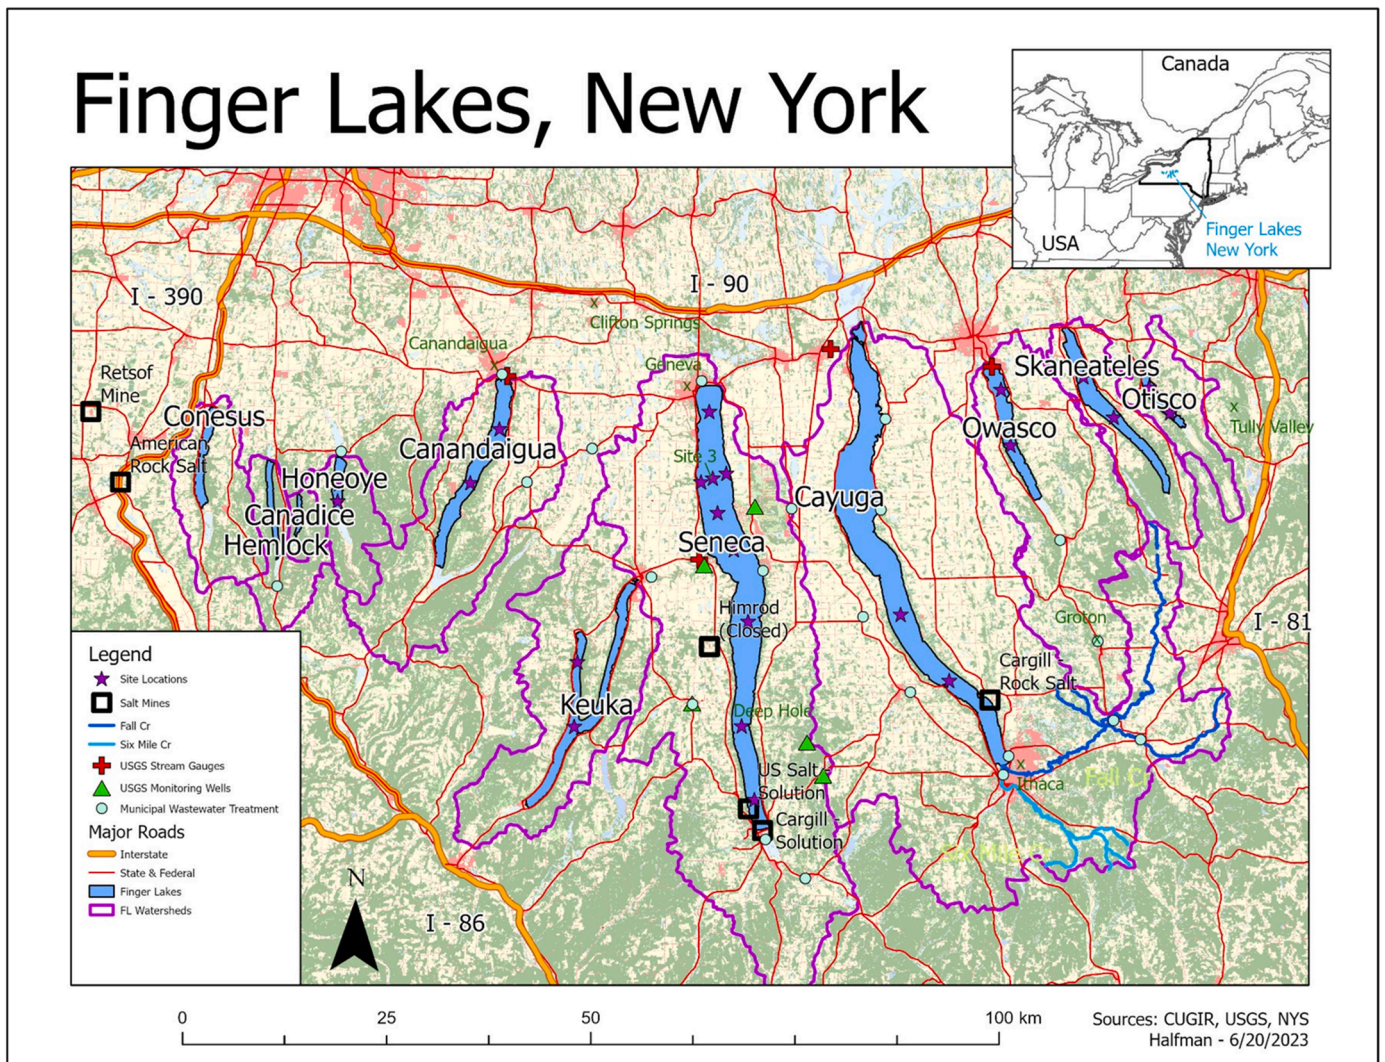 Finger Lakes, New York
Canada
USA
Finger Lakes
New York
I - 390
I - 90
Clifton Springs
Canandaigua
Geneva
Retsof
Mine
Conesus
American
Rock Salt
Honeoye
Canadice
Hemlock
Canandaigua
Site 3
Seneca
Cayuga
Owasco
Skaneateles
Otisco
Tully Valley
Himrod
(Closed)
Groton
I - 81
Cargill -
Rock Salt
Keuka
Deep Hole
US Salt -
Solution
Cargill -
Solution
Ithaca
Fall Cr
I - 86
N
Legend
Site Locations
Salt Mines
Fall Cr
Six Mile Cr
USGS Stream Gauges
USGS Monitoring Wells
Municipal Wastewater Treatment
Major Roads
Interstate
State & Federal
Finger Lakes
FL Watersheds
0 25 50 100 km
Sources: CUGIR, USGS, NYS
Halfman - 6/20/2023